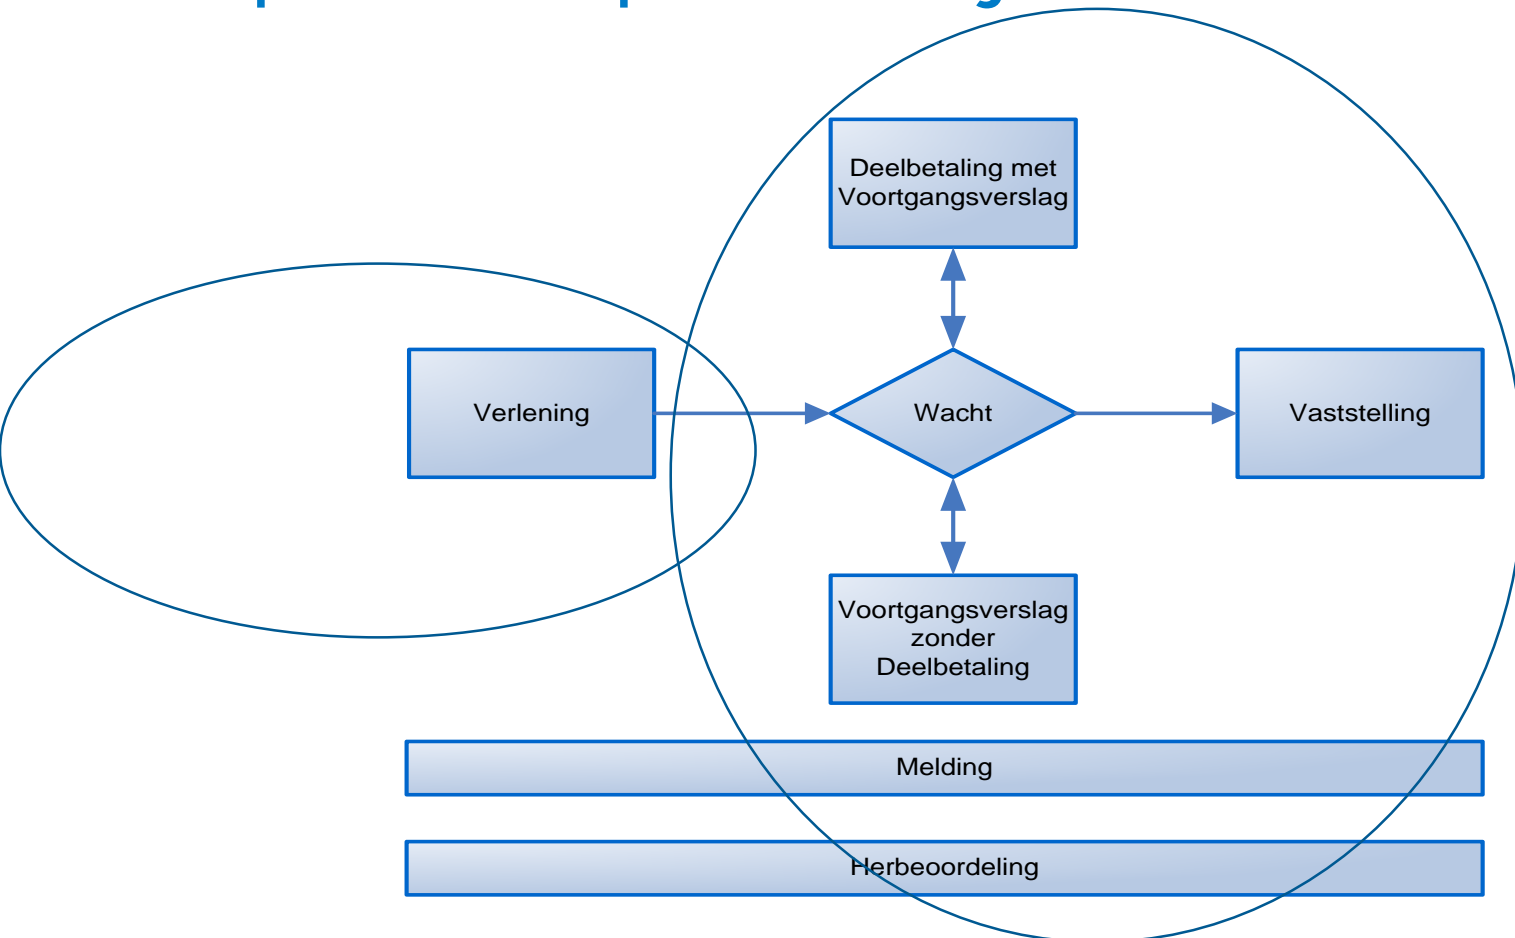 Deelbetaling met
Voortgangsverslag
Verlening
Wacht
Vaststelling
Voortgangsverslag
zonder
Deelbetaling
Melding
Herbeoordeling